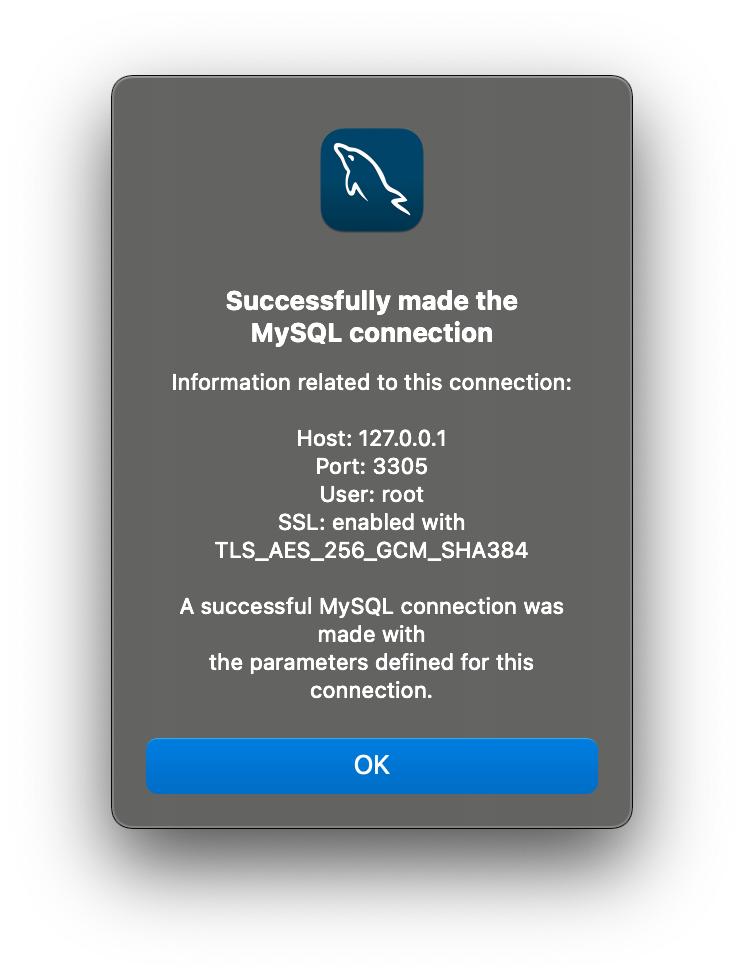 Successfully made the
MySQL connection
Information related to this connection:
Host: 127.0.0.1
Port: 3305
User: root
SSL: enabled with
TLS_AES_256_GCM_SHA384
A successful MySQL connection was
made with
the parameters defined for this
connection.
OK